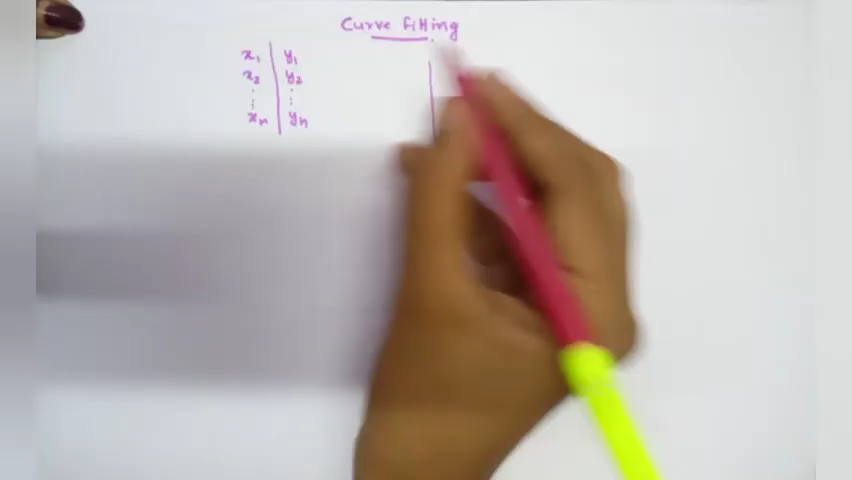 Curve fitting
x₁ | y₁
x₂ | y₂
⋮ | ⋮
xₙ | yₙ